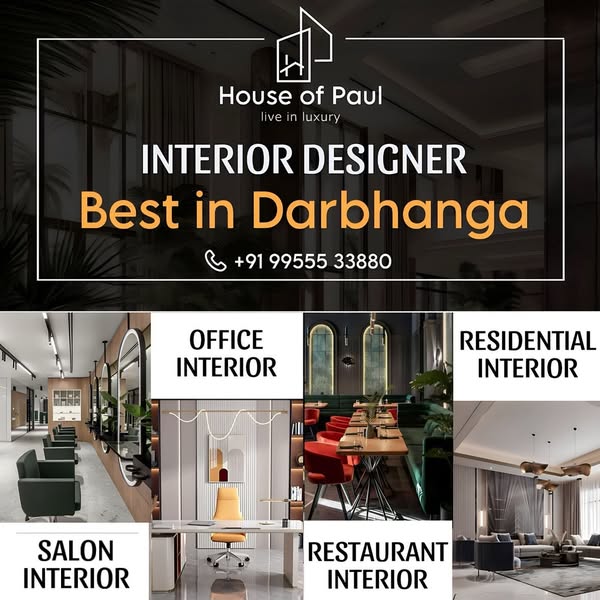 House of Paul
live in luxury
INTERIOR DESIGNER
Best in Darbhanga
+91 99555 33880
OFFICE
INTERIOR
RESIDENTIAL
INTERIOR
SALON
INTERIOR
RESTAURANT
INTERIOR